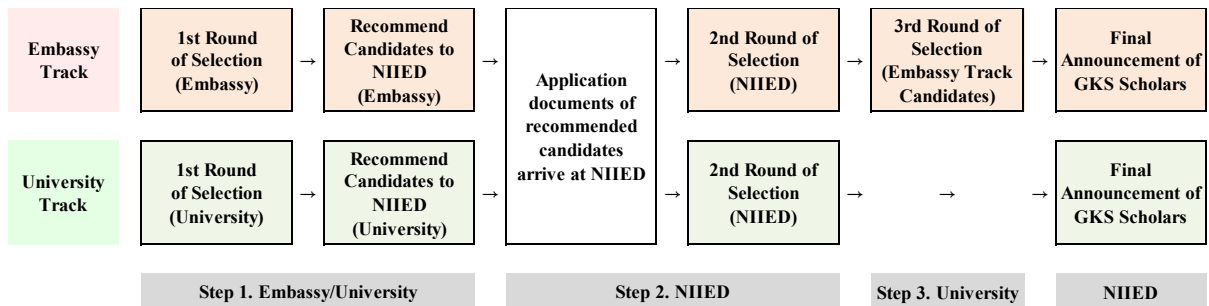 Embassy
Track
1st Round
of Selection
(Embassy)
→
Recommend
Candidates to
NIIED
(Embassy)
→
Application
documents of
recommended
candidates
arrive at NIIED
→
2nd Round of
Selection
(NIIED)
→
3rd Round of
Selection
(Embassy Track
Candidates)
→
Final
Announcement of
GKS Scholars
University
Track
1st Round
of Selection
(University)
→
Recommend
Candidates to
NIIED
(University)
→
→
2nd Round of
Selection
(NIIED)
→
→
→
Final
Announcement of
GKS Scholars
Step 1. Embassy/University
Step 2. NIIED
Step 3. University
NIIED